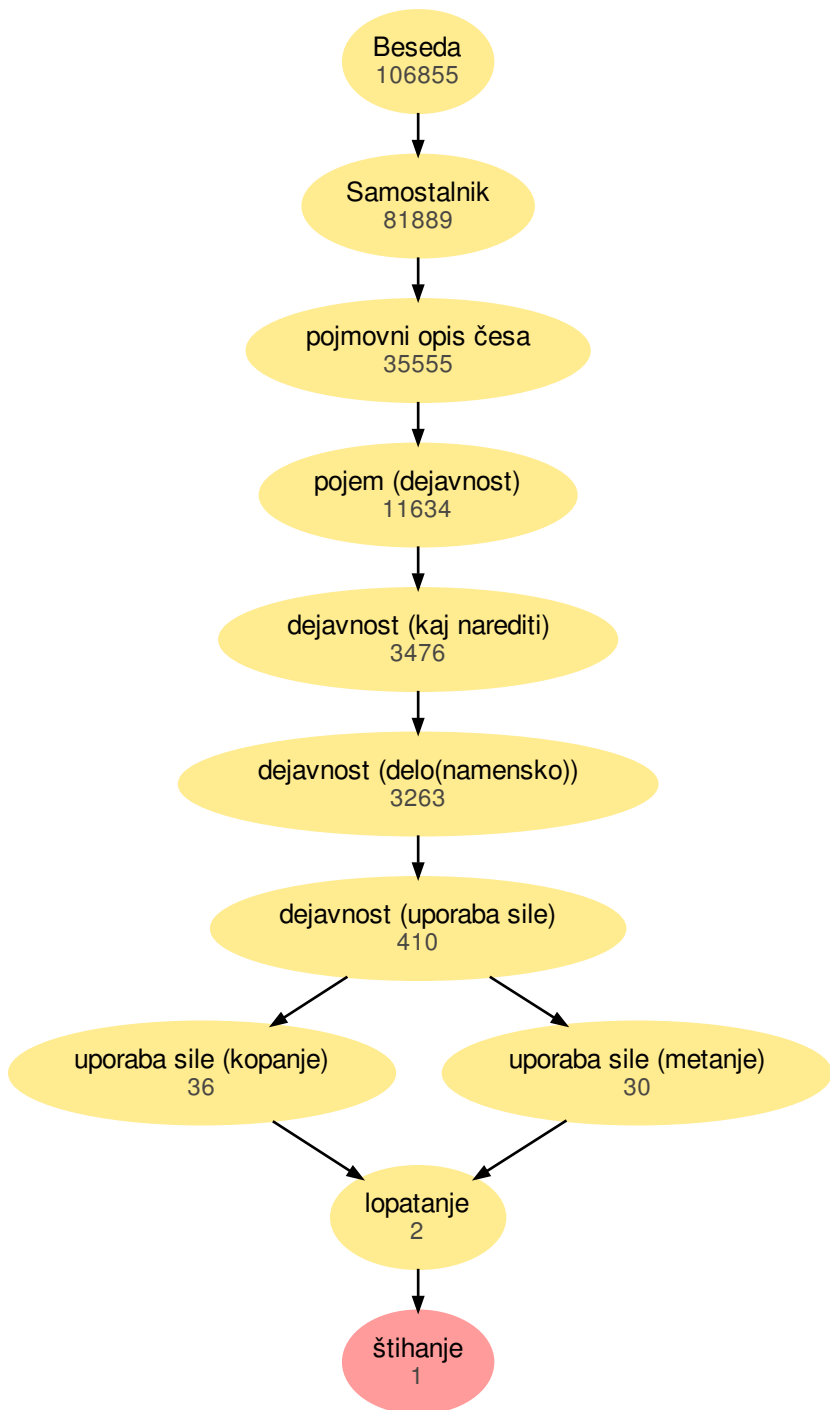 Beseda
106855
Samostalnik
81889
pojmovni opis česa
35555
pojem (dejavnost)
11634
dejavnost (kaj narediti)
3476
dejavnost (delo(namensko))
3263
dejavnost (uporaba sile)
410
uporaba sile (kopanje)
36
uporaba sile (metanje)
30
lopatanje
2
štihanje
1